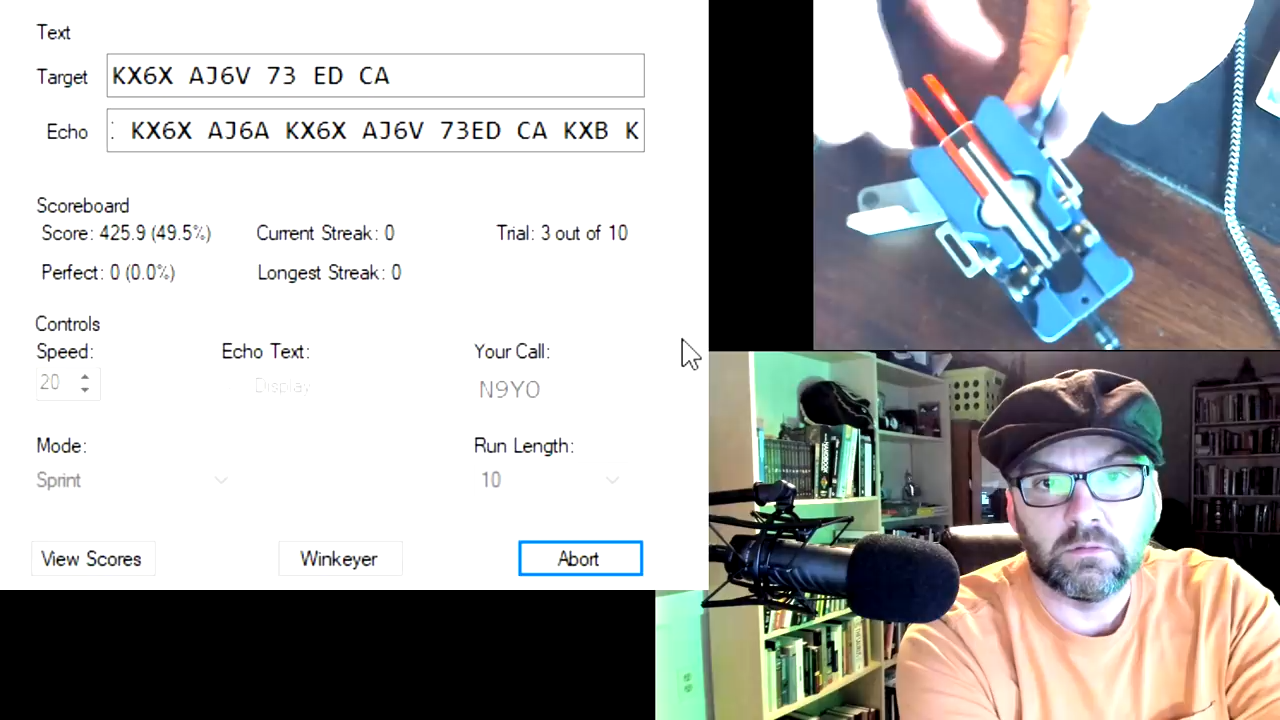 Text
Target KX6X AJ6V 73 ED CA
Echo : KX6X AJ6A KX6X AJ6V 73ED CA KXB K
Scoreboard
Score: 425.9 (49.5%) Current Streak: 0 Trial: 3 out of 10
Perfect: 0 (0.0%) Longest Streak: 0
Controls
Speed: Echo Text: Your Call:
20 Display N9YO
Mode: Run Length:
Sprint 10
View Scores Winkeyer Abort